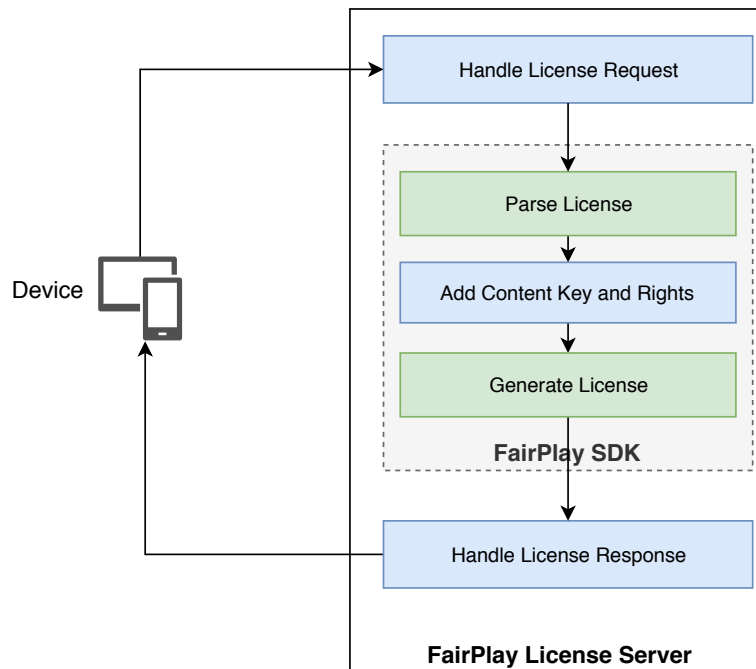 Handle License Request
Parse License
Device
Add Content Key and Rights
Generate License
FairPlay SDK
Handle License Response
FairPlay License Server